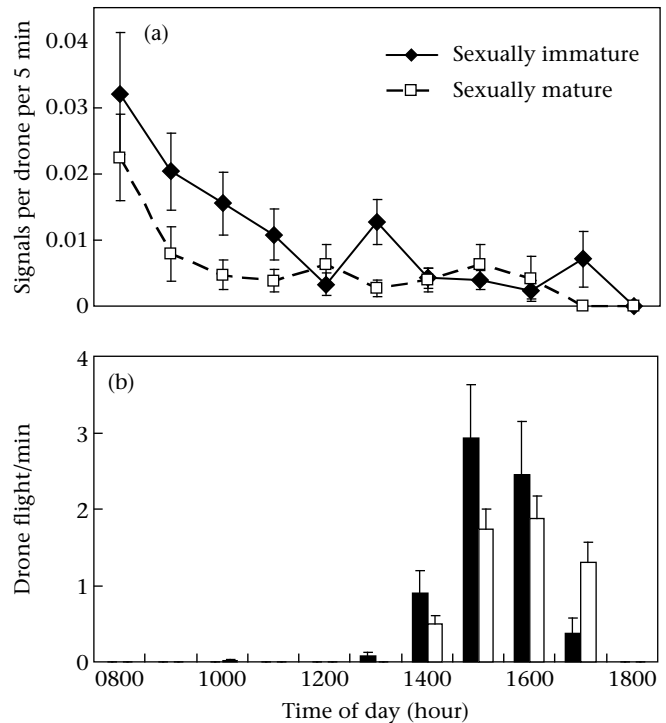 (a)
Sexually immature
Sexually mature
Signals per drone per 5 min
0.04
0.03
0.02
0.01
0
(b)
Drone flight/min
4
3
2
1
0
0800 1000 1200 1400 1600 1800
Time of day (hour)